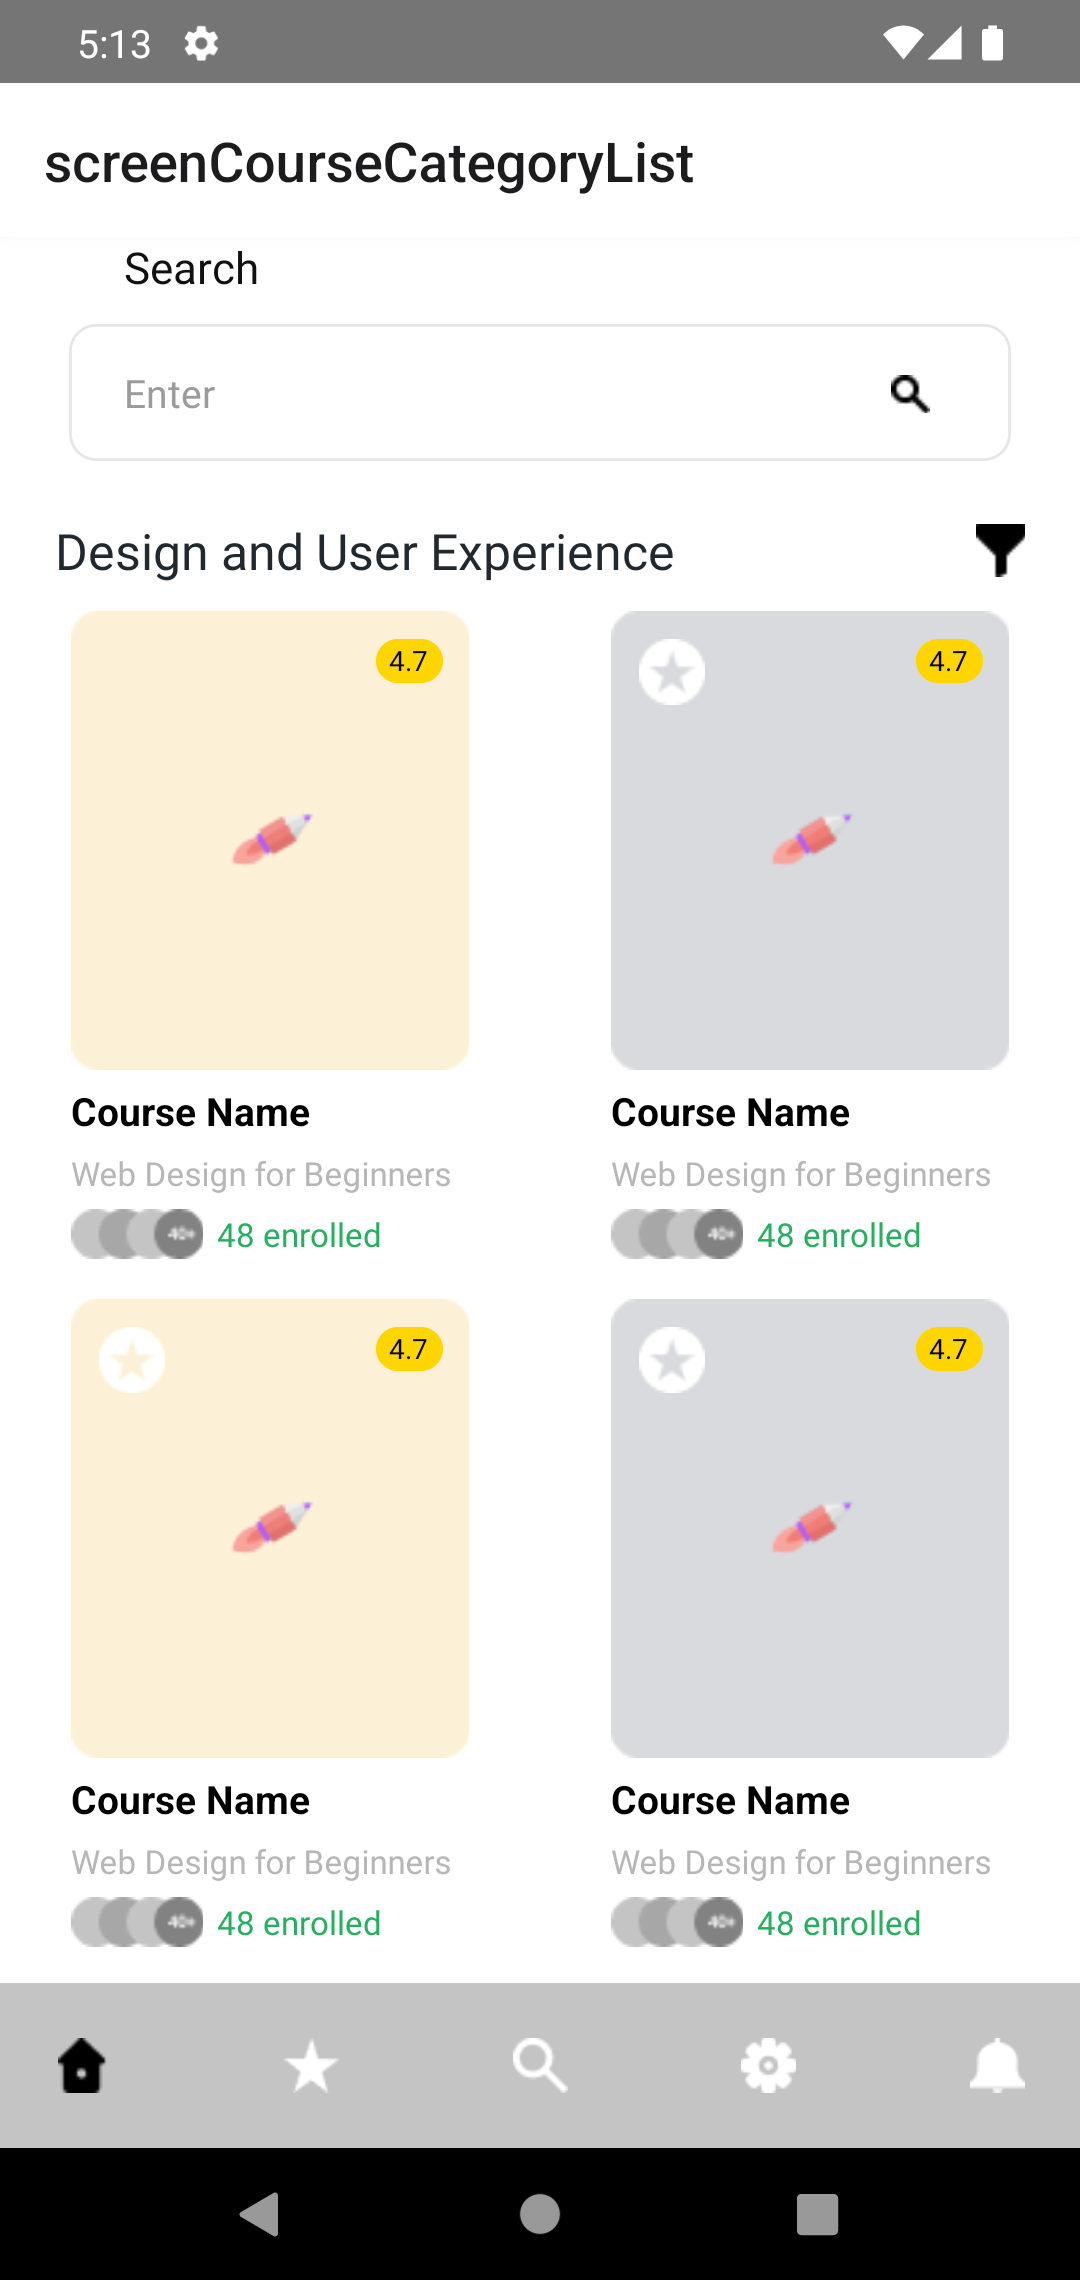 5:13
screenCourseCategoryList
Search
Enter
Design and User Experience
4.7
4.7
Course Name
Course Name
Web Design for Beginners
Web Design for Beginners
40+ 48 enrolled
40+ 48 enrolled
4.7
4.7
Course Name
Course Name
Web Design for Beginners
Web Design for Beginners
40+ 48 enrolled
40+ 48 enrolled